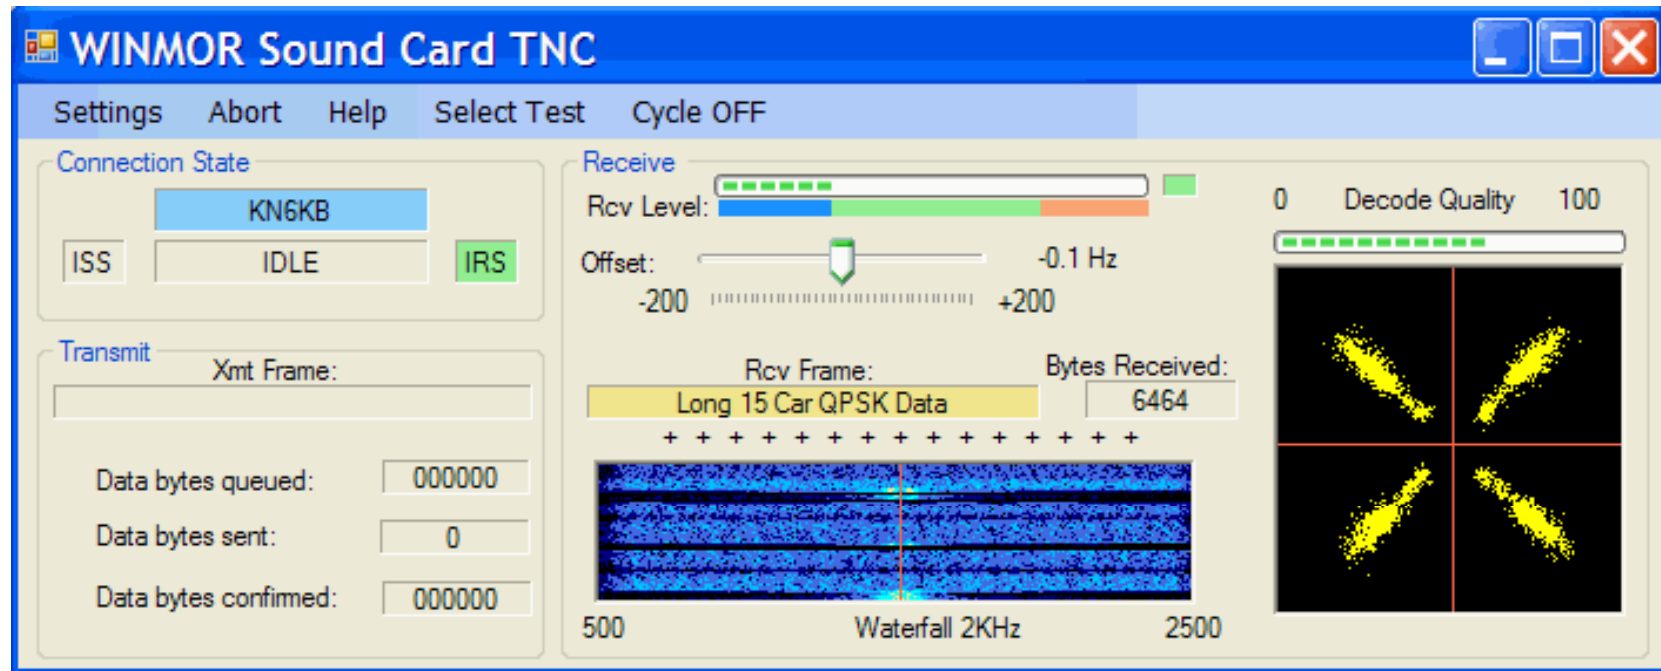 WINMOR Sound Card TNC
Settings Abort Help Select Test Cycle OFF
Connection State
KN6KB
ISS IDLE IRS
Transmit
Xmt Frame:
Data bytes queued: 000000
Data bytes sent: 0
Data bytes confirmed: 000000
Receive
Rcv Level:
Offset: -0.1 Hz
-200 +200
Rcv Frame: Bytes Received:
Long 15 Car QPSK Data 6464
+ + + + + + + + + + + + + + +
500 Waterfall 2KHz 2500
0 Decode Quality 100